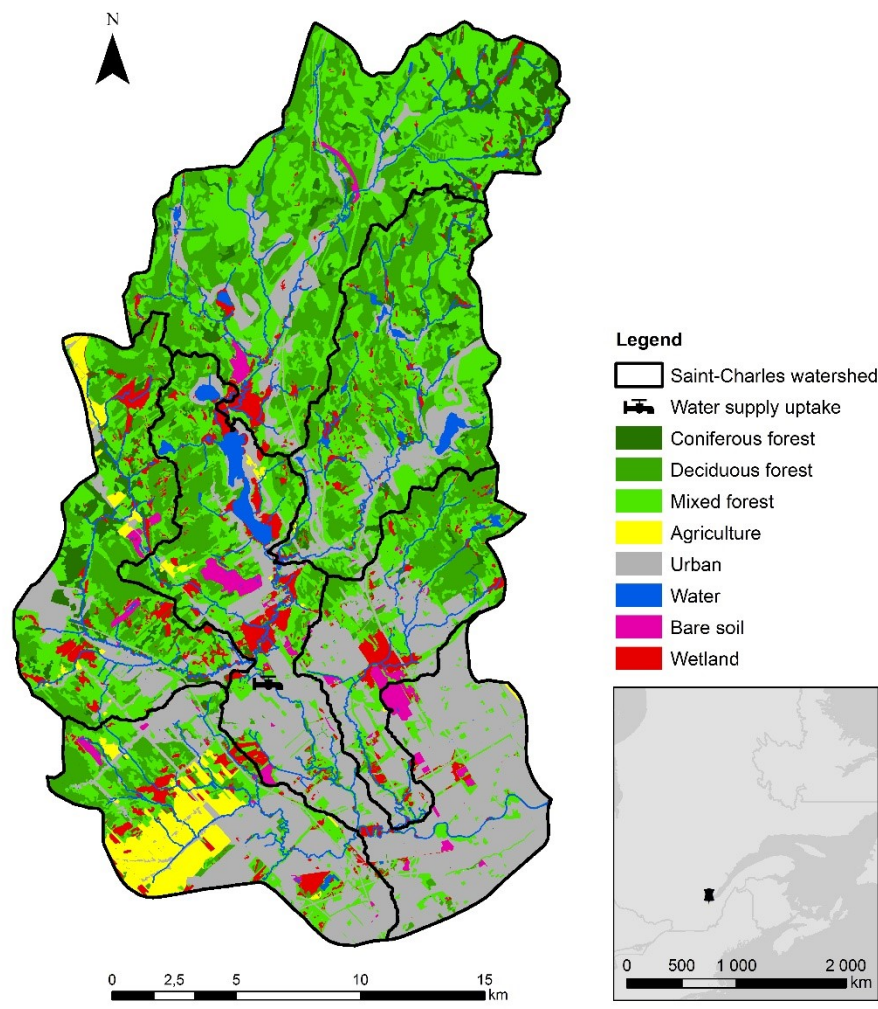 N
Legend
Saint-Charles watershed
Water supply uptake
Coniferous forest
Deciduous forest
Mixed forest
Agriculture
Urban
Water
Bare soil
Wetland
0 2,5 5 10 15
km
0 500 1 000 2 000
km